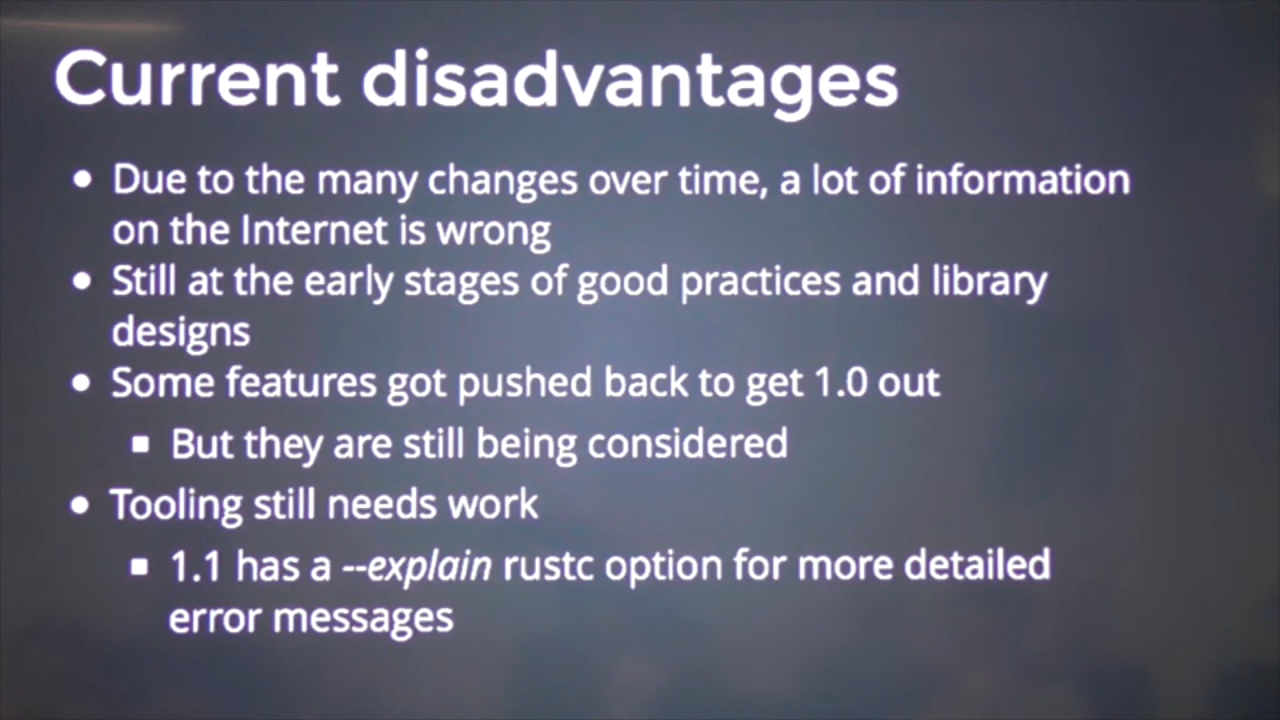 Current disadvantages
• Due to the many changes over time, a lot of information
on the Internet is wrong
• Still at the early stages of good practices and library
designs
• Some features got pushed back to get 1.0 out
▪ But they are still being considered
• Tooling still needs work
▪ 1.1 has a --explain rustc option for more detailed
error messages